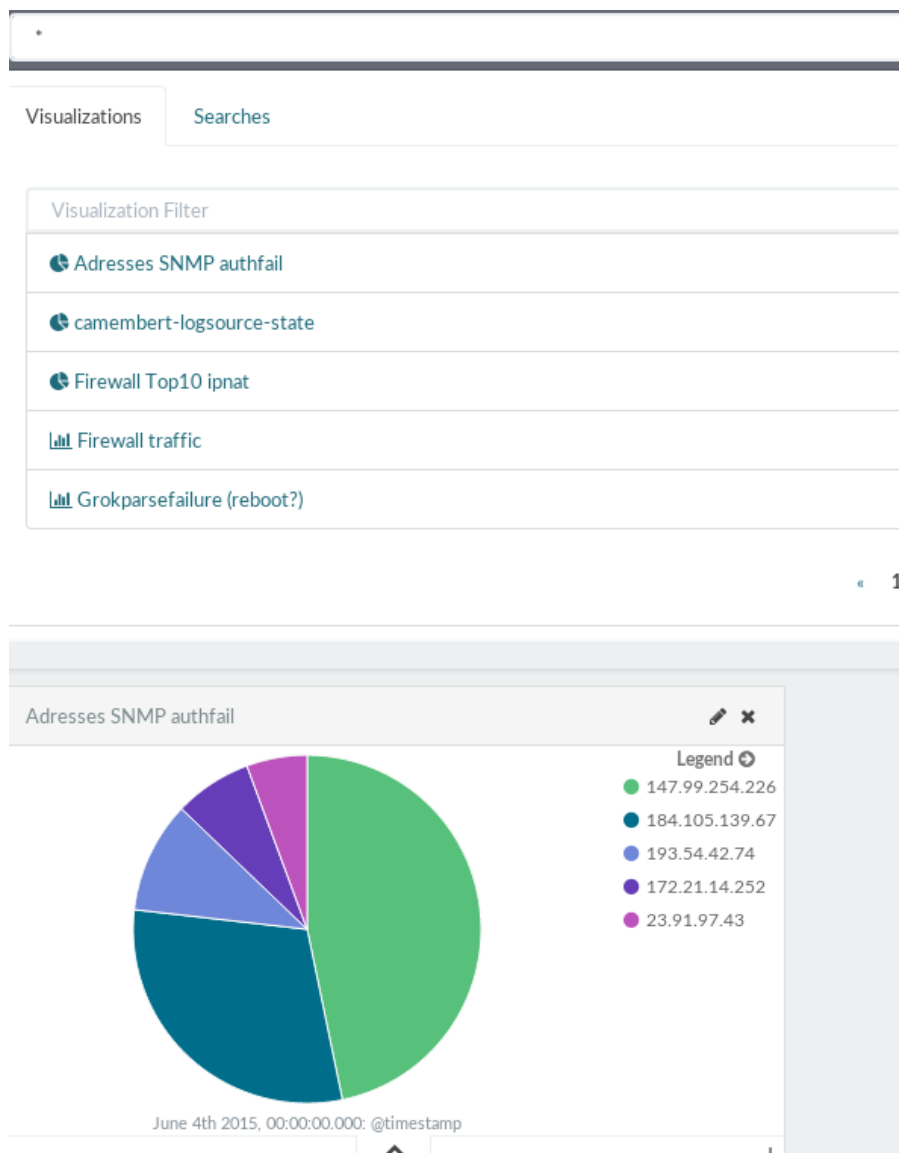 *
Visualizations Searches
Visualization Filter
Adresses SNMP authfail
camembert-logsource-state
Firewall Top10 ipnat
Firewall traffic
Grokparsefailure (reboot?)
« 1
Adresses SNMP authfail
Legend
147.99.254.226
184.105.139.67
193.54.42.74
172.21.14.252
23.91.97.43
June 4th 2015, 00:00:00.000: @timestamp